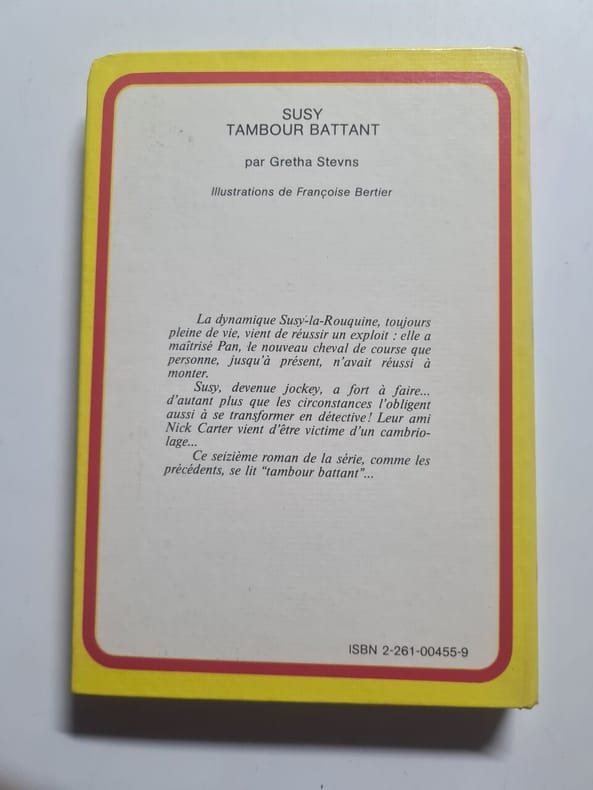 SUSY
TAMBOUR BATTANT
par Gretha Stevns
Illustrations de Françoise Bertier
La dynamique Susy-la-Rouquine, toujours
pleine de vie, vient de réussir un exploit : elle a
maîtrisé Pan, le nouveau cheval de course que
personne, jusqu'à présent, n'avait réussi à
monter.
Susy, devenue jockey, a fort à faire...
d'autant plus que les circonstances l'obligent
aussi à se transformer en détective ! Leur ami
Nick Carter vient d'être victime d'un cambrio-
lage...
Ce seizième roman de la série, comme les
précédents, se lit "tambour battant"...
ISBN 2-261-00455-9